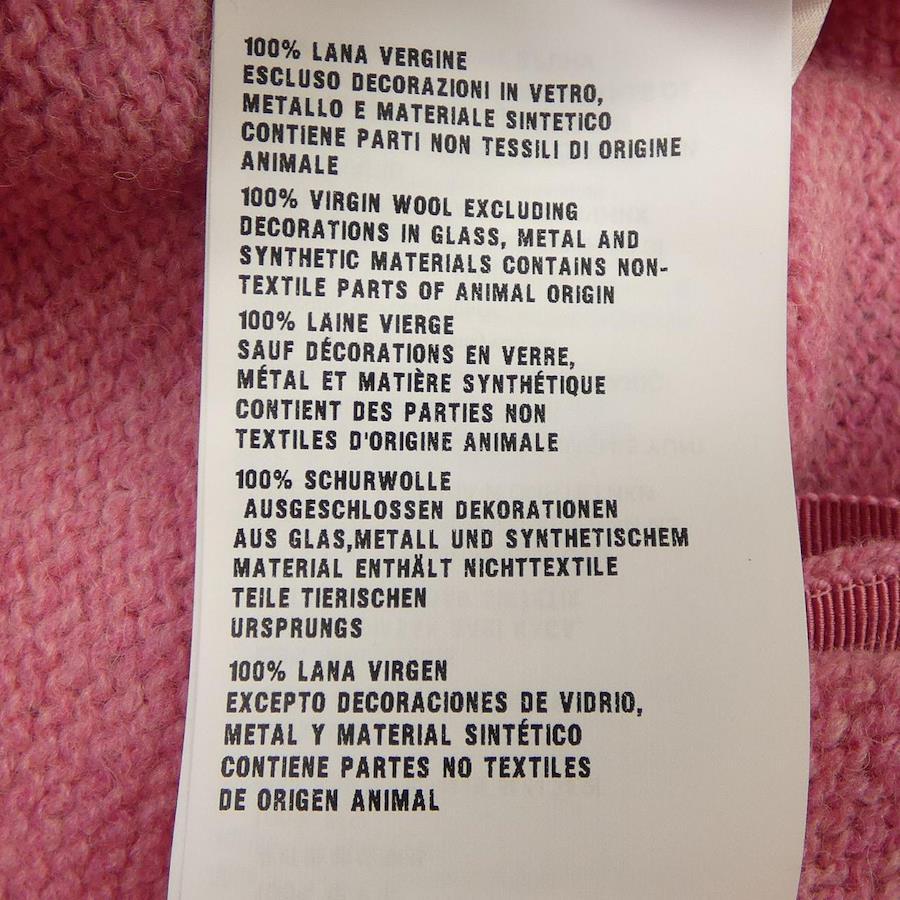 100% LANA VERGINE
ESCLUSO DECORAZIONI IN VETRO,
METALLO E MATERIALE SINTETICO
CONTIENE PARTI NON TESSILI DI ORIGINE
ANIMALE
100% VIRGIN WOOL EXCLUDING
DECORATIONS IN GLASS, METAL AND
SYNTHETIC MATERIALS CONTAINS NON-
TEXTILE PARTS OF ANIMAL ORIGIN
100% LAINE VIERGE
SAUF DÉCORATIONS EN VERRE,
MÉTAL ET MATIÈRE SYNTHÉTIQUE
CONTIENT DES PARTIES NON
TEXTILES D'ORIGINE ANIMALE
100% SCHURWOLLE
AUSGESCHLOSSEN DEKORATIONEN
AUS GLAS,METALL UND SYNTHETISCHEM
MATERIAL ENTHÄLT NICHTTEXTILE
TEILE TIERISCHEN
URSPRUNGS
100% LANA VIRGEN
EXCEPTO DECORACIONES DE VIDRIO,
METAL Y MATERIAL SINTÉTICO
CONTIENE PARTES NO TEXTILES
DE ORIGEN ANIMAL